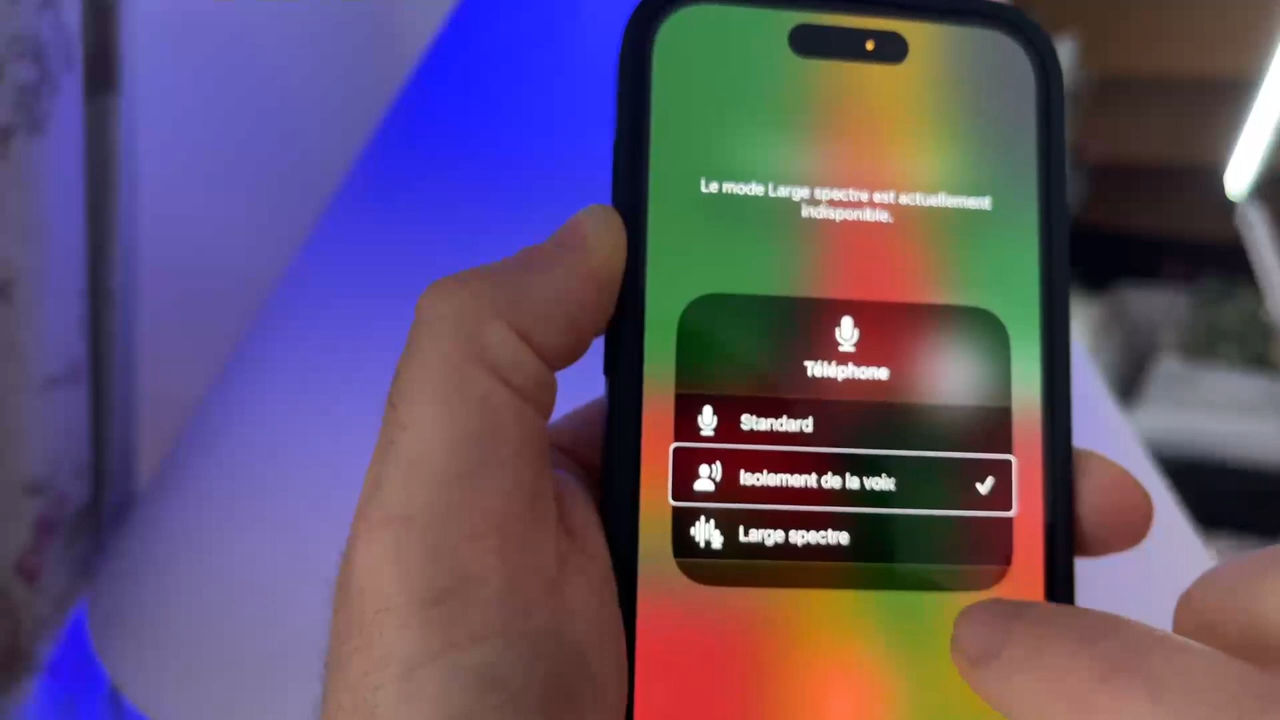 Le mode Large spectre est actuellement
indisponible.
Téléphone
Standard
Isolement de la voix
Large spectre